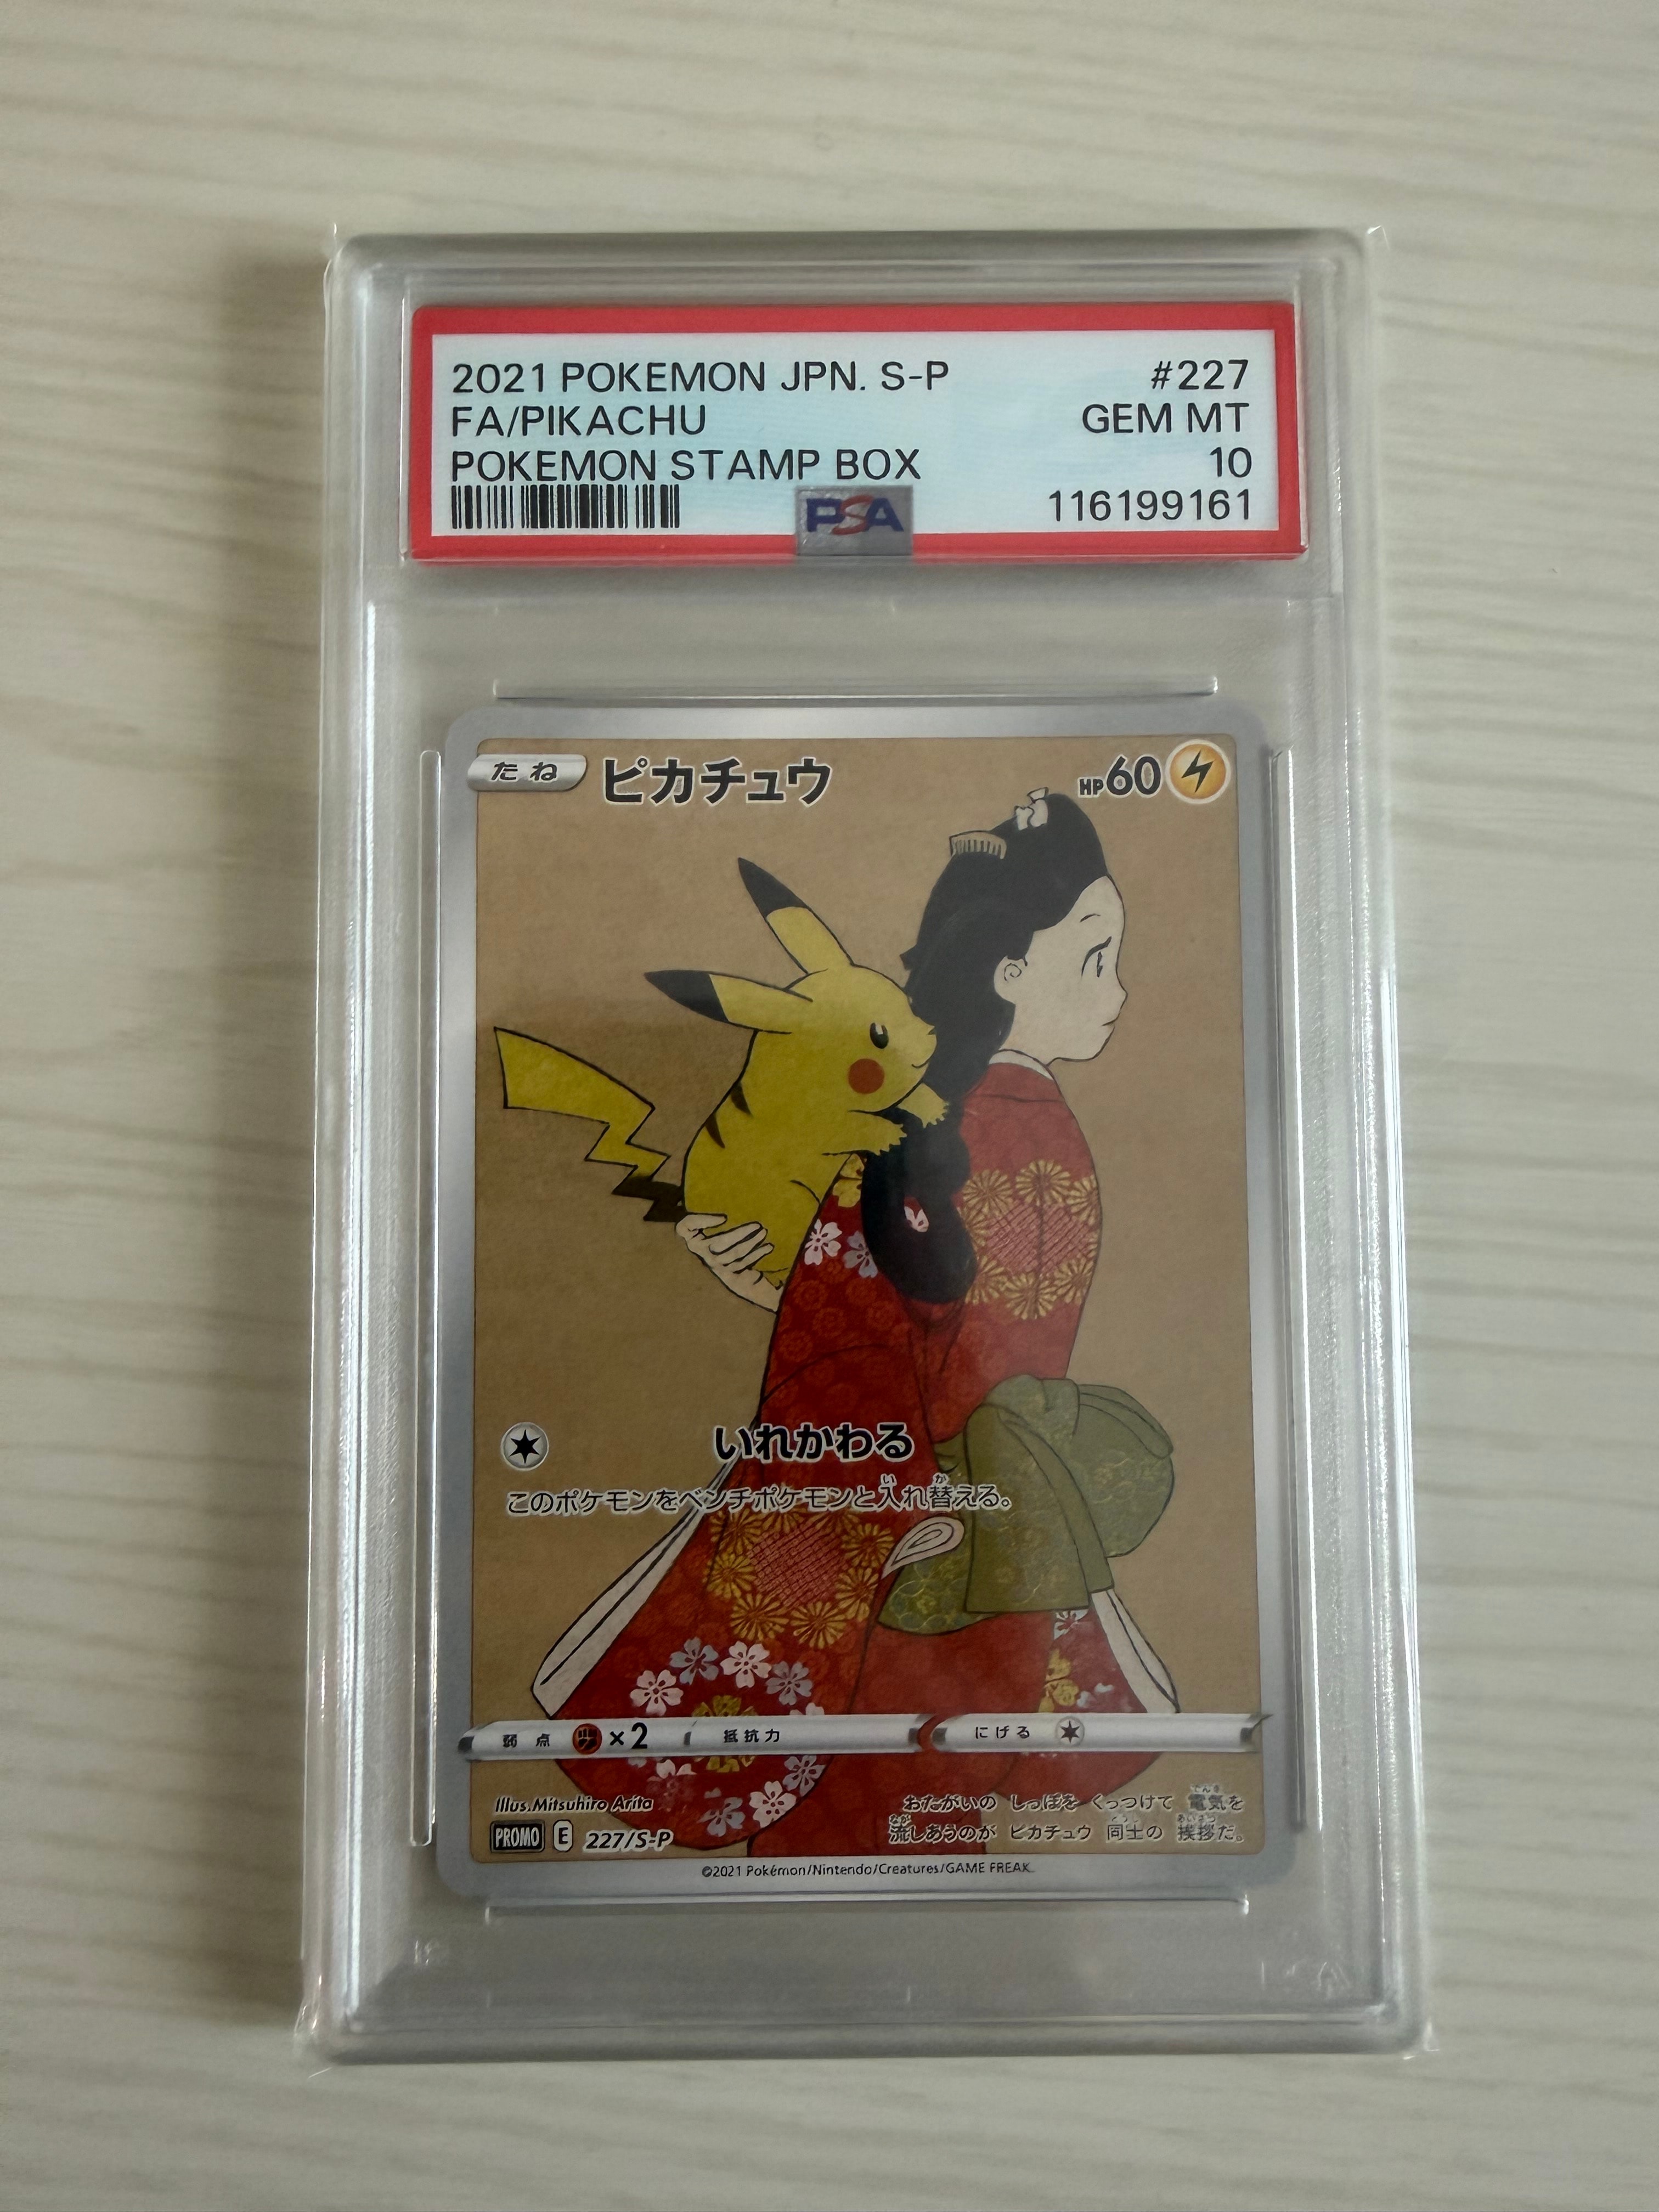 2021 POKEMON JPN. S-P #227
FA/PIKACHU GEM MT
POKEMON STAMP BOX 10
PSA 116199161
たね ピカチュウ HP60
いれかわる
このポケモンをベンチポケモンと入れ替える。
弱点 ×2 抵抗力 にげる
Illus.Mitsuhiro Arita
おたがいの しっぽを くっつけて 電気を
流しあうのが ピカチュウ 同士の 挨拶だ。
PROMO E 227/S-P
©2021 Pokémon/Nintendo/Creatures/GAME FREAK.